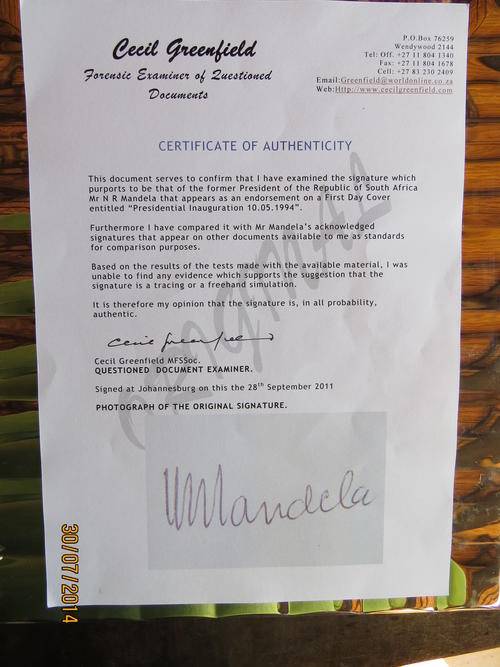 Cecil Greenfield
Forensic Examiner of Questioned
Documents
P.O.Box 76259
Wendywood 2144
Tel: Off. +27 11 804 1340
Fax: +27 11 804 1678
Cell: +27 83 230 2409
Email:Greenfield@worldonline.co.za
Web:Http://www.cecilgreenfield.com
CERTIFICATE OF AUTHENTICITY
This document serves to confirm that I have examined the signature which
purports to be that of the former President of the Republic of South Africa
Mr N R Mandela that appears as an endorsement on a First Day Cover
entitled "Presidential Inauguration 10.05.1994".
Furthermore I have compared it with Mr Mandela's acknowledged
signatures that appear on other documents available to me as standards
for comparison purposes.
Based on the results of the tests made with the available material, I was
unable to find any evidence which supports the suggestion that the
signature is a tracing or a freehand simulation.
It is therefore my opinion that the signature is, in all probability,
authentic.
Cecil Greenfield
Cecil Greenfield MFSSoc.
QUESTIONED DOCUMENT EXAMINER.
Signed at Johannesburg on this the 28th September 2011
PHOTOGRAPH OF THE ORIGINAL SIGNATURE.
Mandela
30/07/2014